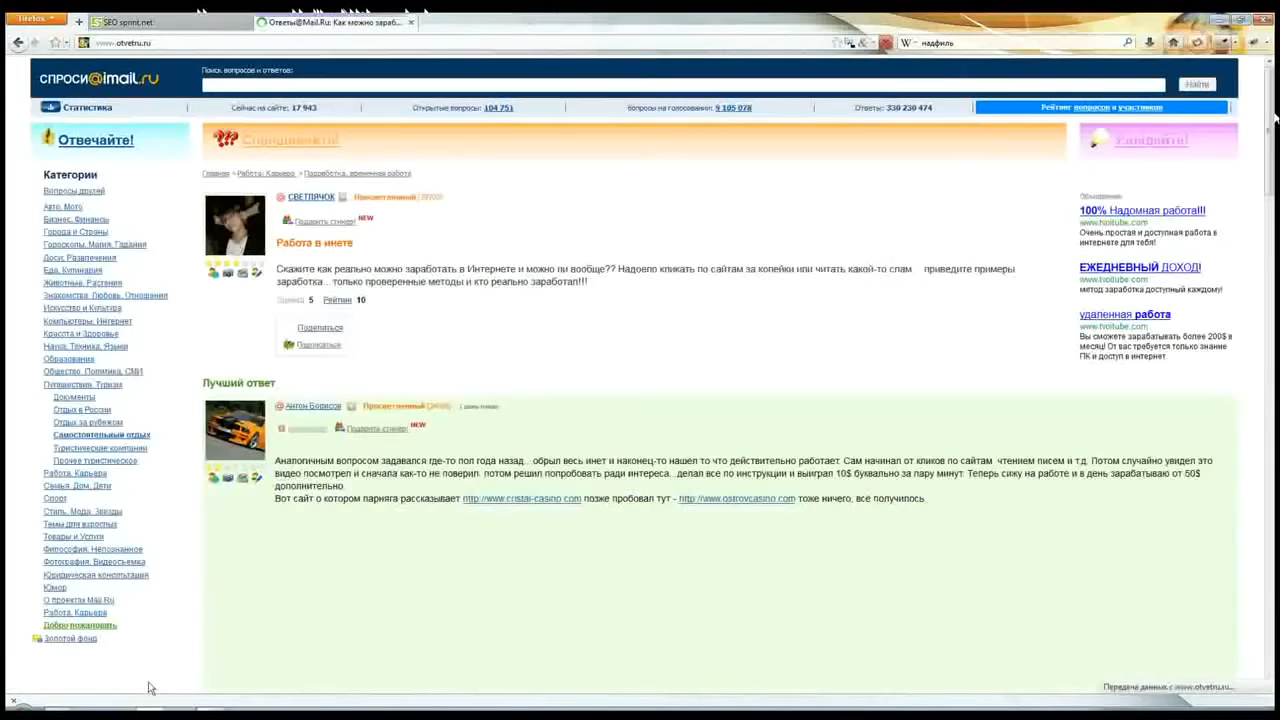 Firefox
SEO sprint.net
Ответы@Mail.Ru: Как можно зараб...
www.otvetru.ru
надфиль
спроси@imail.ru
Поиск вопросов и ответов:
Найти
Статистика
Сейчас на сайте: 17 943
Открытые вопросы: 104 751
Вопросы на голосовании: 9 105 078
Ответы: 330 230 474
Рейтинг вопросов и участников
Отвечайте!
Спрашивайте!
Узнавайте!
Категории
Вопросы друзей
Авто, Мото
Бизнес, Финансы
Города и Страны
Гороскопы, Магия, Гадания
Досуг, Развлечения
Еда, Кулинария
Животные, Растения
Знакомства, Любовь, Отношения
Искусство и Культура
Компьютеры, Интернет
Красота и Здоровье
Наука, Техника, Языки
Образование
Общество, Политика, СМИ
Путешествия, Туризм
Документы
Отдых в России
Отдых за рубежом
Самостоятельный отдых
Туристические компании
Прочее туристическое
Работа, Карьера
Семья, Дом, Дети
Спорт
Стиль, Мода, Звезды
Темы для взрослых
Товары и Услуги
Философия, Непознанное
Фотография, Видеосъемка
Юридическая консультация
Юмор
О проектах Mail.Ru
Работа, Карьера
Добро пожаловать
Золотой фонд
Главная > Работа, Карьера > Подработка, временная работа
СВЕТЛЯЧОК Просветленный
Подарить стикер! NEW
Работа в инете
Скажите как реально можно заработать в Интернете и можно ли вообще?? Надоело кликать по сайтам за копейки или читать какой-то спам приведите примеры
заработка... только проверенные методы и кто реально заработал!!!
Оценка 5 Рейтинг 10
Поделиться
Подписаться
Лучший ответ
Антон Борисов Просветленный 1 день назад
Подарить стикер! NEW
Аналогичным вопросом задавался где-то пол года назад... обрыл весь инет и наконец-то нашел то что действительно работает. Сам начинал от кликов по сайтам чтением писем и т.д. Потом случайно увидел это
видео посмотрел и сначала как-то не поверил. потом решил попробовать ради интереса...делал все по инструкции и выиграл 10$ буквально за пару минут. Теперь сижу на работе и в день зарабатываю от 50$
дополнительно.
Вот сайт о котором парняга рассказывает http://www.cristal-casino.com позже пробовал тут - http://www.ostrovcasino.com тоже ничего, все получилось.
Объявления
100% Надомная работа!!!
www.tvoitube.com
Очень простая и доступная работа в
интернете для тебя!
ЕЖЕДНЕВНЫЙ ДОХОД!
www.tvoitube.com
метод заработка доступный каждому!
удаленная работа
www.tvoitube.com
Вы сможете зарабатывать более 200$ в
месяц! От вас требуется только знание
ПК и доступ в интернет
Передача данных с www.otvetru.ru...